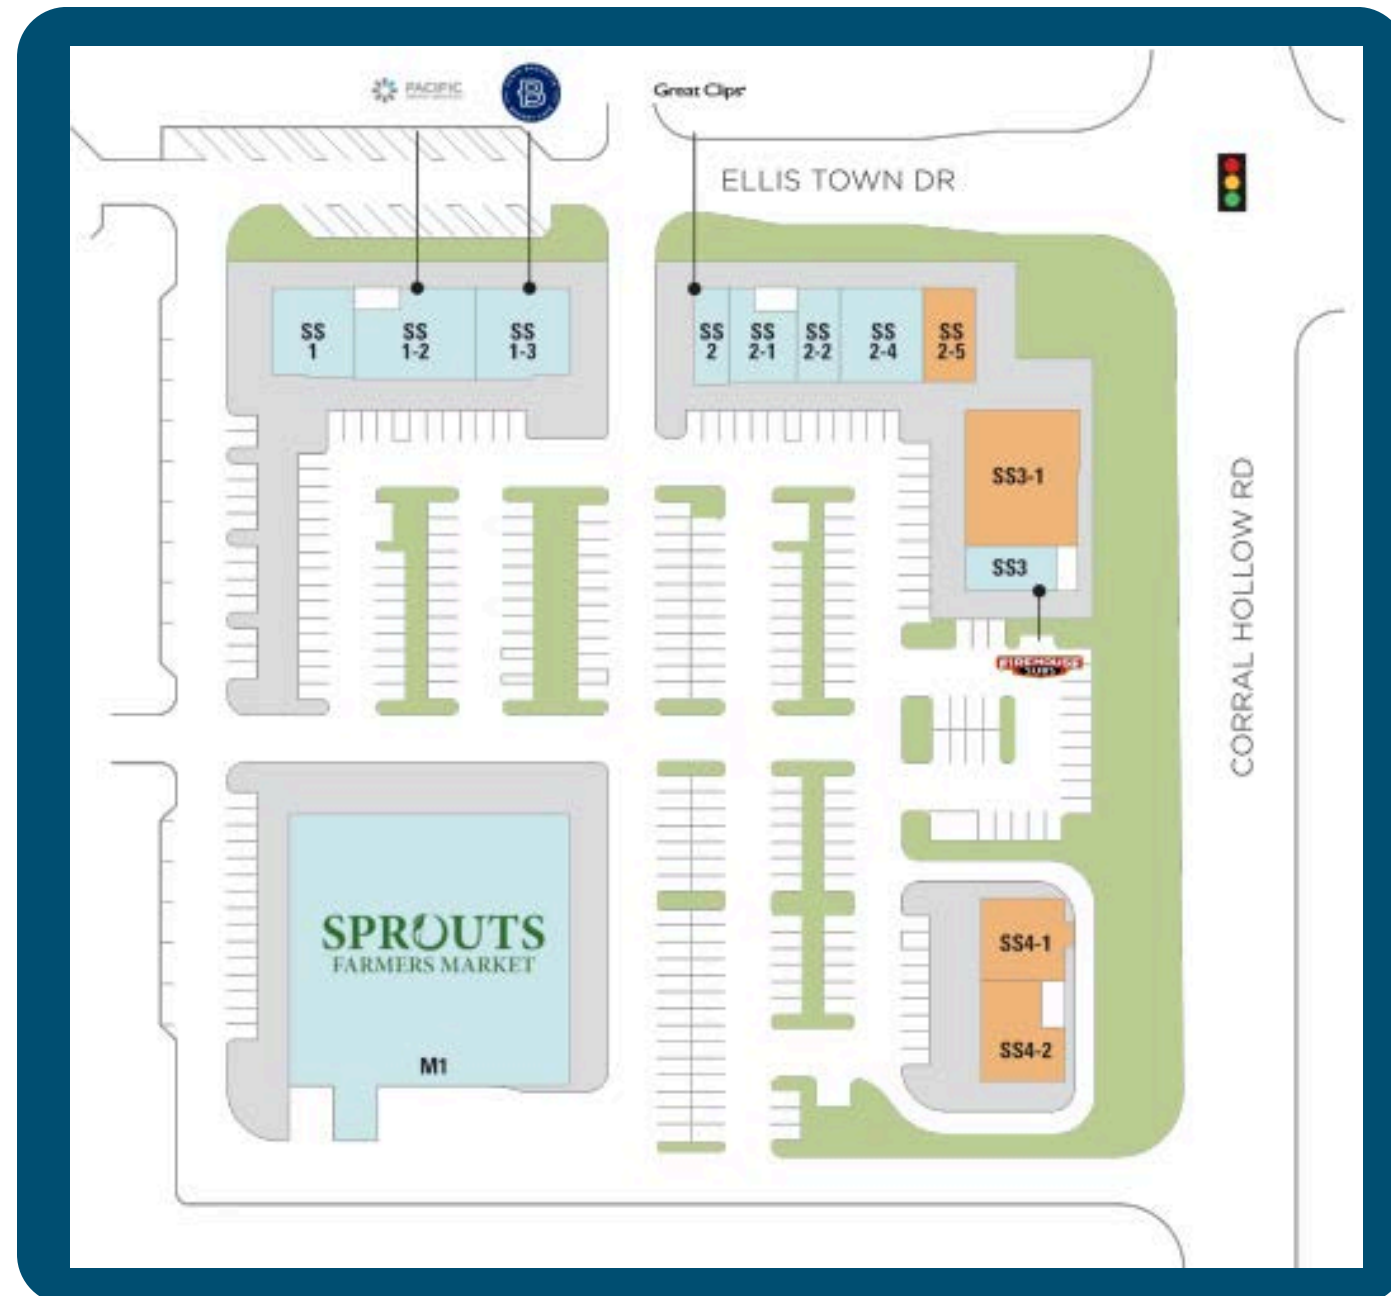 PACIFIC
B
Great Clips
ELLIS TOWN DR
SS
1
SS
1-2
SS
1-3
SS
2
SS
2-1
SS
2-2
SS
2-4
SS
2-5
SS3-1
SS3
FIREHOUSE
SUBS
CORRAL HOLLOW RD
SPROUTS
FARMERS MARKET
M1
SS4-1
SS4-2